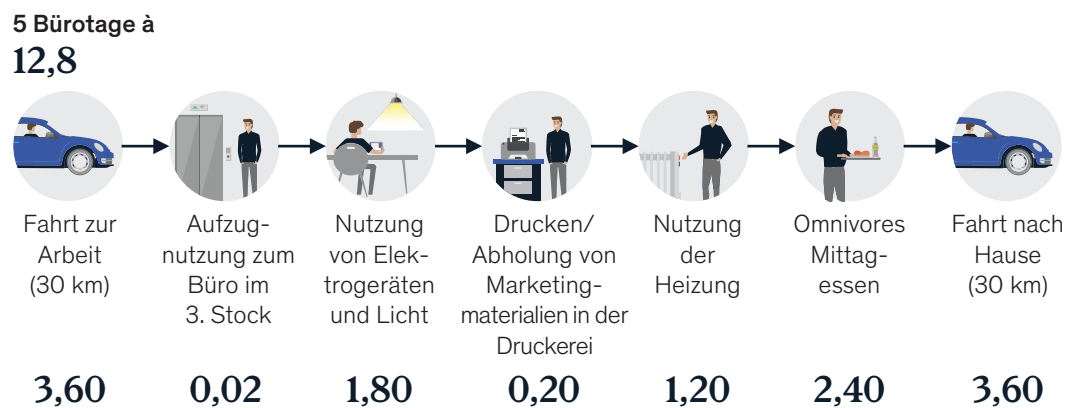 5 Bürotage à
12,8
Fahrt zur
Arbeit
(30 km)
Aufzug-
nutzung zum
Büro im
3. Stock
Nutzung
von Elek-
trogeräten
und Licht
Drucken/
Abholung von
Marketing-
materialien in der
Druckerei
Nutzung
der
Heizung
Omnivores
Mittag-
essen
Fahrt nach
Hause
(30 km)
3,60
0,02
1,80
0,20
1,20
2,40
3,60